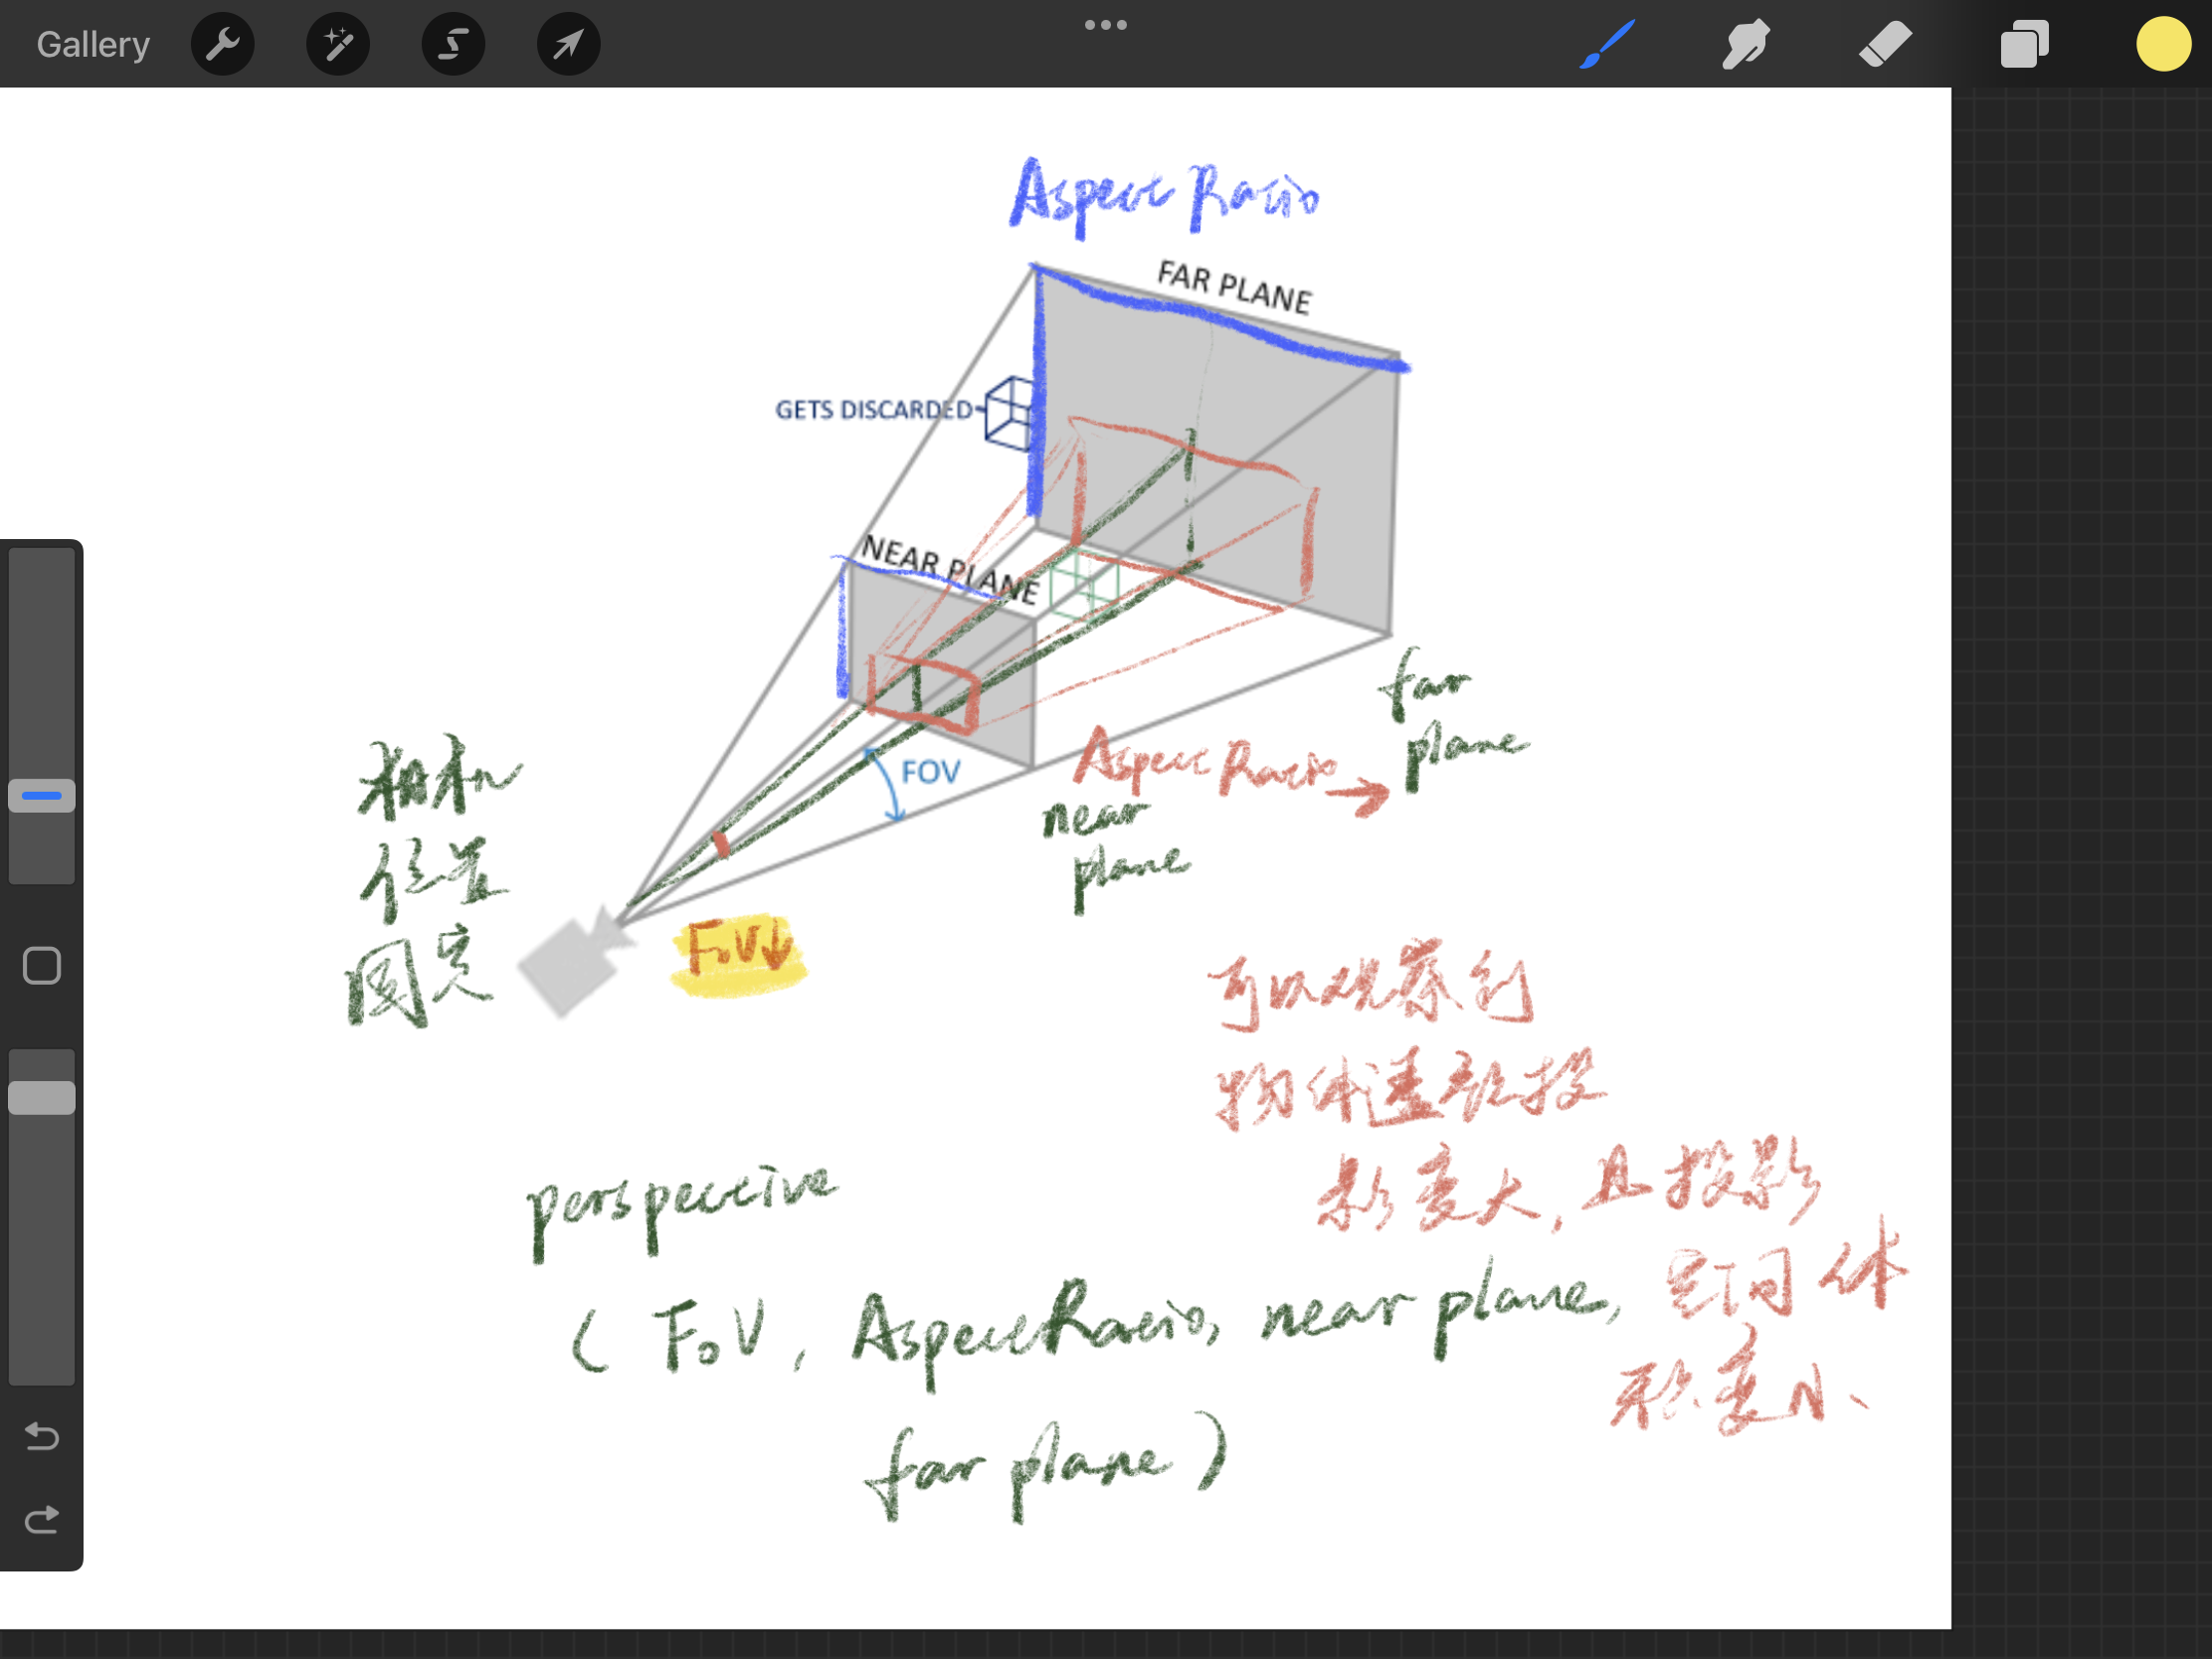 Gallery
Aspect Ratio
FAR PLANE
GETS DISCARDED
NEAR PLANE
far
plane
FOV
Aspect Ratio →
near
plane
相机
位置
固定
FoV↓
可以观察到
物体透视投
影变大,且投影
空间体
积变小、
perspective
( FoV, AspectRatio, near plane,
far plane )